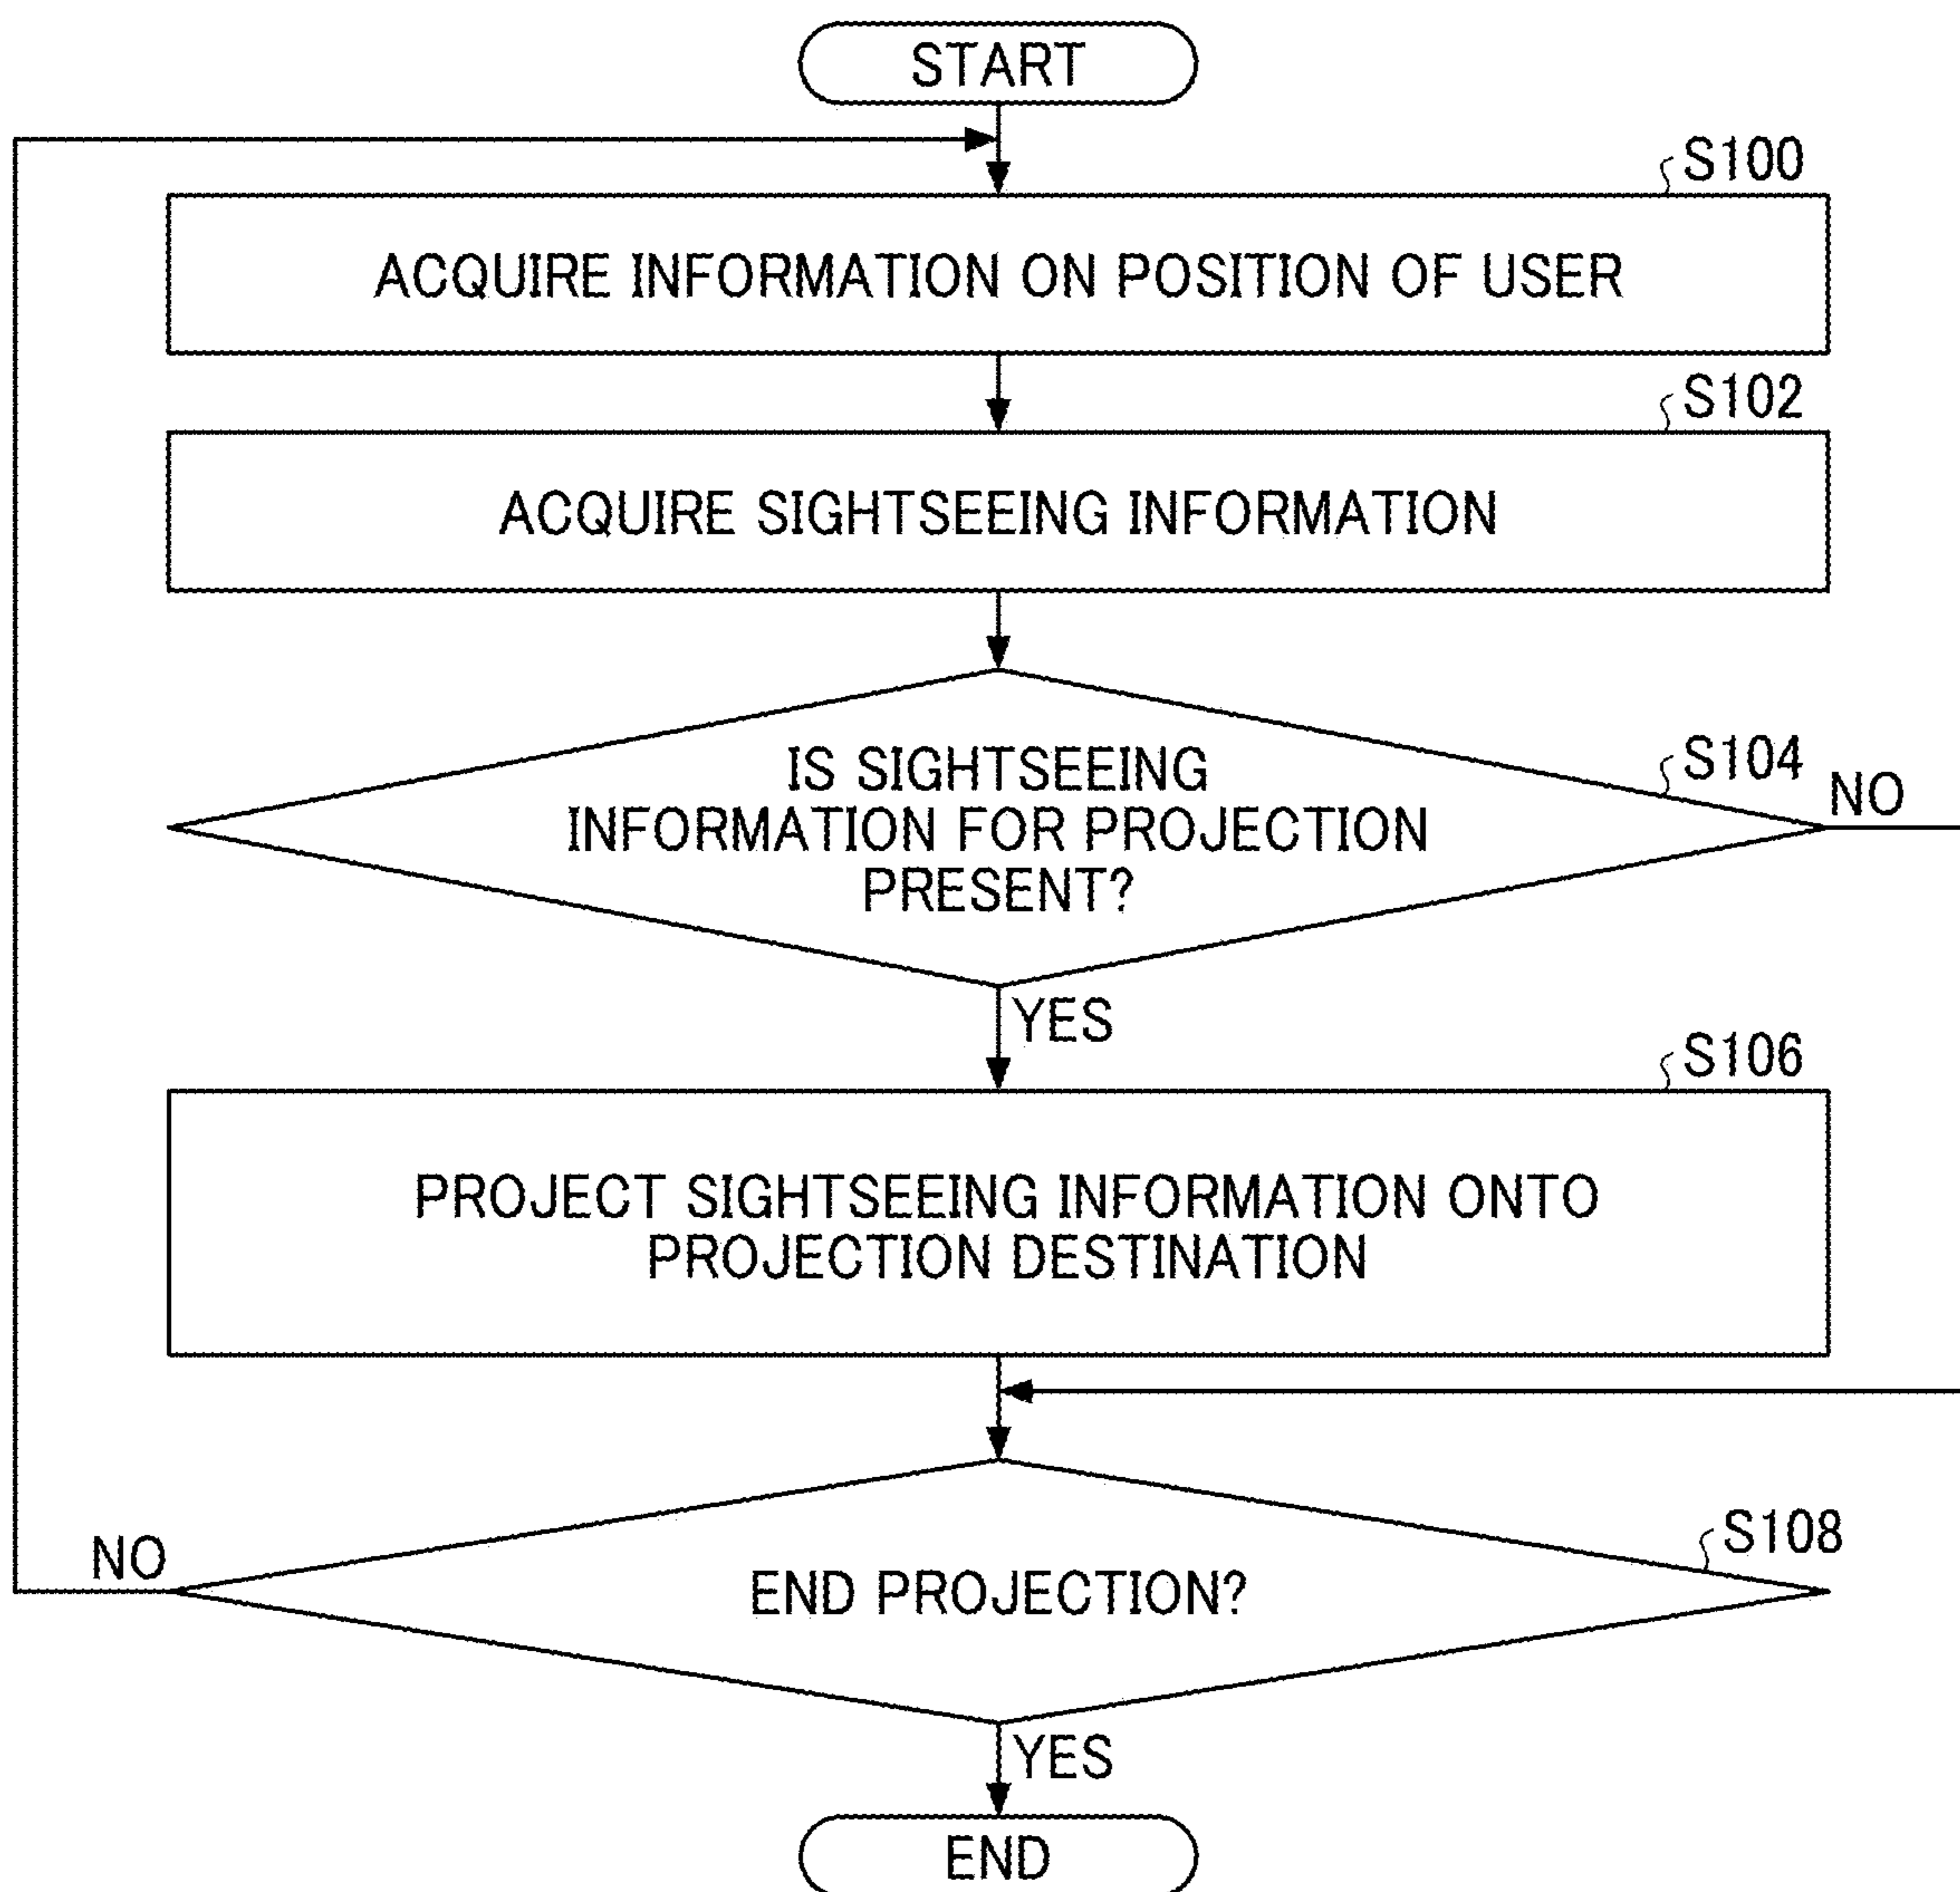 START
S100
ACQUIRE INFORMATION ON POSITION OF USER
S102
ACQUIRE SIGHTSEEING INFORMATION
S104
IS SIGHTSEEING
INFORMATION FOR PROJECTION
PRESENT?
NO
YES
S106
PROJECT SIGHTSEEING INFORMATION ONTO
PROJECTION DESTINATION
S108
NO
END PROJECTION?
YES
END